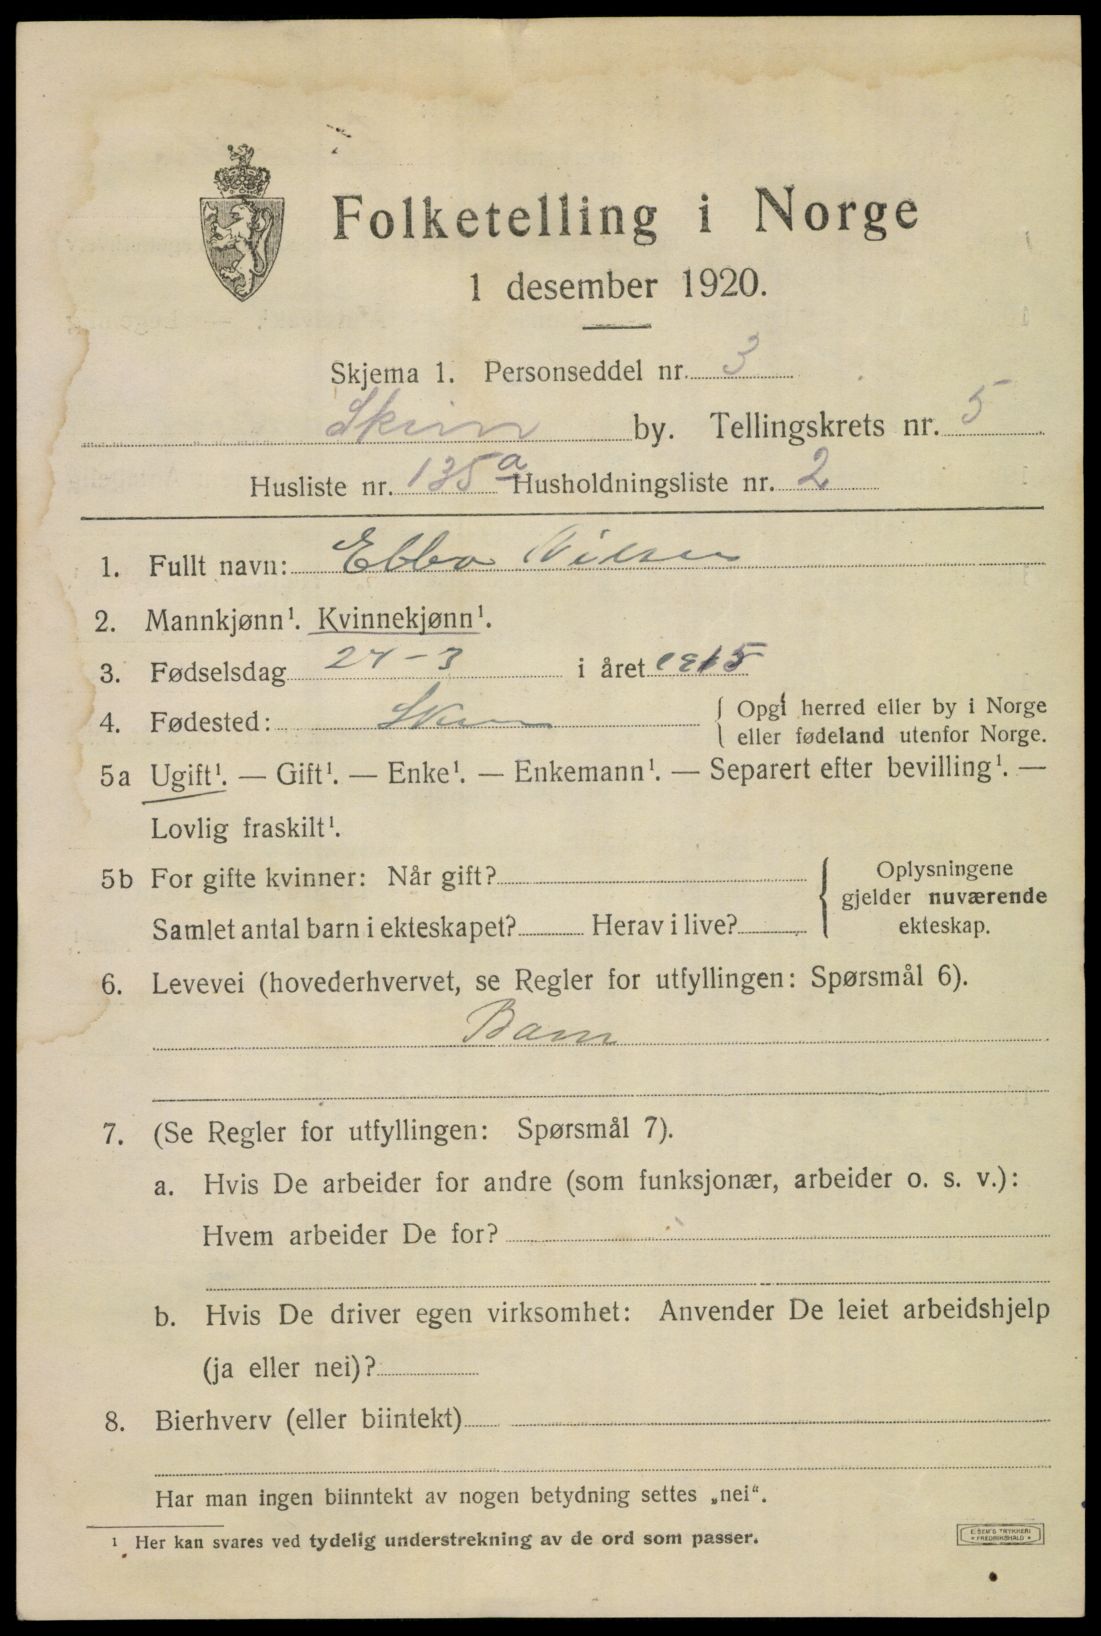 Folketelling i Norge
1 desember 1920.
Skjema 1. Personseddel nr. 3
Skien by. Tellingskrets nr. 5
Husliste nr. 135 a Husholdningsliste nr. 2
1. Fullt navn: Ebba Nilsen
2. Mannkjønn¹. Kvinnekjønn¹.
3. Fødselsdag 24-3 i året 1915
4. Fødested: Skien { Opgi herred eller by i Norge
eller fødeland utenfor Norge.
5a Ugift¹. — Gift¹. — Enke¹. — Enkemann¹. — Separert efter bevilling¹. —
Lovlig fraskilt¹.
5b For gifte kvinner: Når gift? { Oplysningene
gjelder nuværende
Samlet antal barn i ekteskapet? Herav i live? ekteskap.
6. Levevei (hovederhvervet, se Regler for utfyllingen: Spørsmål 6).
Barn
7. (Se Regler for utfyllingen: Spørsmål 7).
a. Hvis De arbeider for andre (som funksjonær, arbeider o. s. v.):
Hvem arbeider De for?
b. Hvis De driver egen virksomhet: Anvender De leiet arbeidshjelp
(ja eller nei)?
8. Bierhverv (eller biintekt)
Har man ingen biinntekt av nogen betydning settes „nei“.
¹ Her kan svares ved tydelig understrekning av de ord som passer.
E. SEM'S TRYKKERI
FREDRIKSHALD